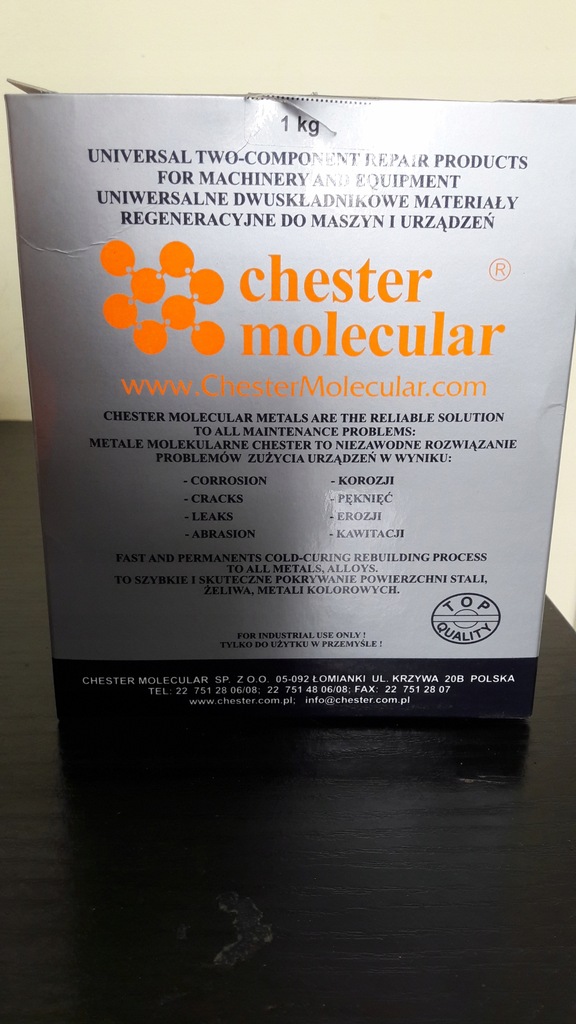 1 kg
UNIVERSAL TWO-COMPONENT REPAIR PRODUCTS
FOR MACHINERY AND EQUIPMENT
UNIWERSALNE DWUSKŁADNIKOWE MATERIAŁY
REGENERACYJNE DO MASZYN I URZĄDZEŃ
chester ®
molecular
www.ChesterMolecular.com
CHESTER MOLECULAR METALS ARE THE RELIABLE SOLUTION
TO ALL MAINTENANCE PROBLEMS:
METALE MOLEKULARNE CHESTER TO NIEZAWODNE ROZWIĄZANIE
PROBLEMÓW ZUŻYCIA URZĄDZEŃ W WYNIKU:
- CORROSION - KOROZJI
- CRACKS - PĘKNIĘĆ
- LEAKS - EROZJI
- ABRASION - KAWITACJI
FAST AND PERMANENTS COLD-CURING REBUILDING PROCESS
TO ALL METALS, ALLOYS.
TO SZYBKIE I SKUTECZNE POKRYWANIE POWIERZCHNI STALI,
ŻELIWA, METALI KOLOROWYCH.
TOP
QUALITY
FOR INDUSTRIAL USE ONLY !
TYLKO DO UŻYTKU W PRZEMYŚLE !
CHESTER MOLECULAR SP. Z O.O. 05-092 ŁOMIANKI UL. KRZYWA 20B POLSKA
TEL: 22 751 28 06/08; 22 751 48 06/08; FAX: 22 751 28 07
www.chester.com.pl; info@chester.com.pl